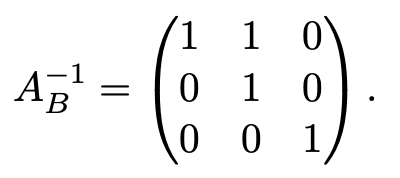 $A_B^{-1} = \begin{pmatrix} 1 & 1 & 0 \\ 0 & 1 & 0 \\ 0 & 0 & 1 \end{pmatrix}.$